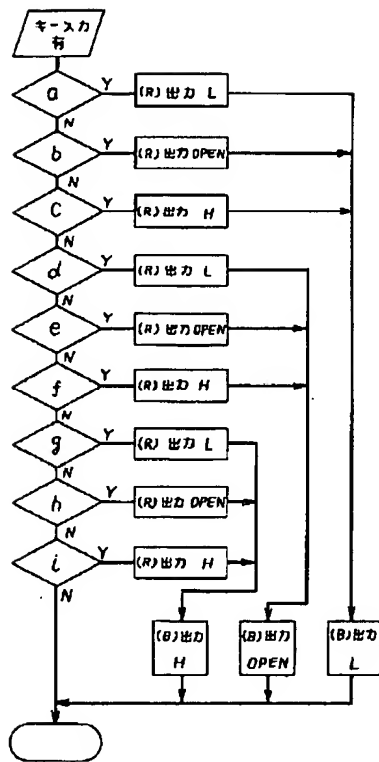 キー入力
有
a Y (R)出力 L
N
b Y (R)出力 OPEN
N
C Y (R)出力 H
N
d Y (R)出力 L
N
e Y (R)出力 OPEN
N
f Y (R)出力 H
N
g Y (R)出力 L
N
h Y (R)出力 OPEN
N
i Y (R)出力 H
N
(B)出力
H
(B)出力
OPEN
(B)出力
L